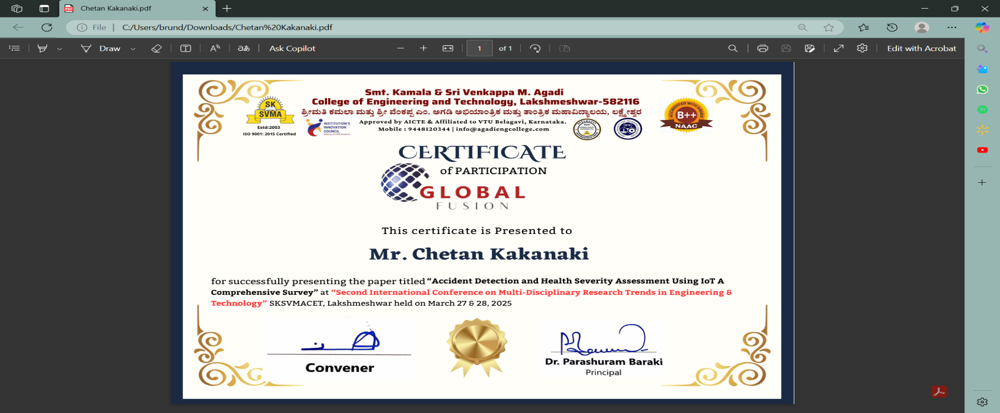 Chetan Kakanaki.pdf
File | C:/Users/brund/Downloads/Chetan%20Kakanaki.pdf
Draw
Ask Copilot
1 of 1
Edit with Acrobat
Smt. Kamala & Sri Venkappa M. Agadi
College of Engineering and Technology, Lakshmeshwar-582116
ಶ್ರೀಮತಿ ಕಮಲಾ ಮತ್ತು ಶ್ರೀ ವೆಂಕಪ್ಪ ಎಂ. ಅಗಡಿ ಅಭಿಯಾಂತ್ರಿಕ ಮತ್ತು ತಾಂತ್ರಿಕ ಮಹಾವಿದ್ಯಾಲಯ, ಲಕ್ಷ್ಮೇಶ್ವರ
Approved by AICTE & Affiliated to VTU Belagavi, Karnataka.
Mobile : 9448120344 | info@agadiengcollege.com
SK
SVMA
Estd:2003
ISO 9001: 2015 Certified
INSTITUTION'S
INNOVATION
COUNCIL
ISTE
ACCREDITED WITH GRADE
B++
NAAC
CERTIFICATE
of PARTICIPATION
GLOBAL
FUSION
This certificate is Presented to
Mr. Chetan Kakanaki
for successfully presenting the paper titled “Accident Detection and Health Severity Assessment Using IoT A
Comprehensive Survey” at “Second International Conference on Multi-Disciplinary Research Trends in Engineering &
Technology” SKSVMACET, Lakshmeshwar held on March 27 & 28, 2025
Convener
Dr. Parashuram Baraki
Principal